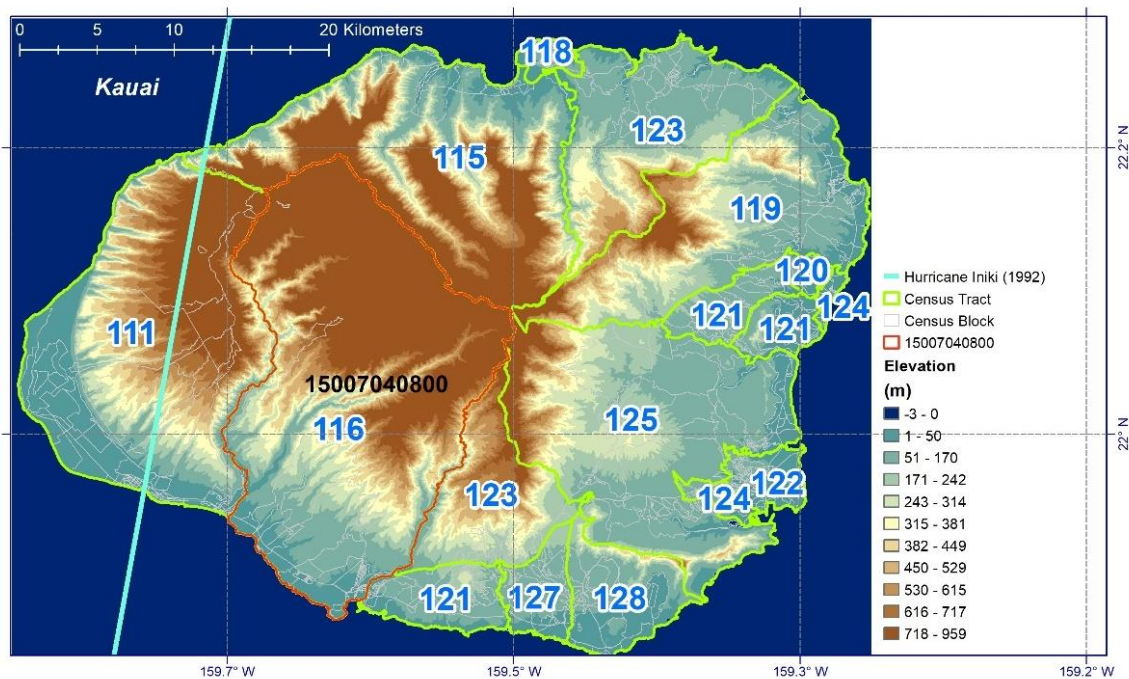 0 5 10 20 Kilometers
Kauai
118
123
115
119
120
124
121
121
111
15007040800
116
125
123
124
122
121
127
128
22.2° N
22° N
159.7° W
159.5° W
159.3° W
159.2° W
Hurricane Iniki (1992)
Census Tract
Census Block
15007040800
Elevation
(m)
-3 - 0
1 - 50
51 - 170
171 - 242
243 - 314
315 - 381
382 - 449
450 - 529
530 - 615
616 - 717
718 - 959